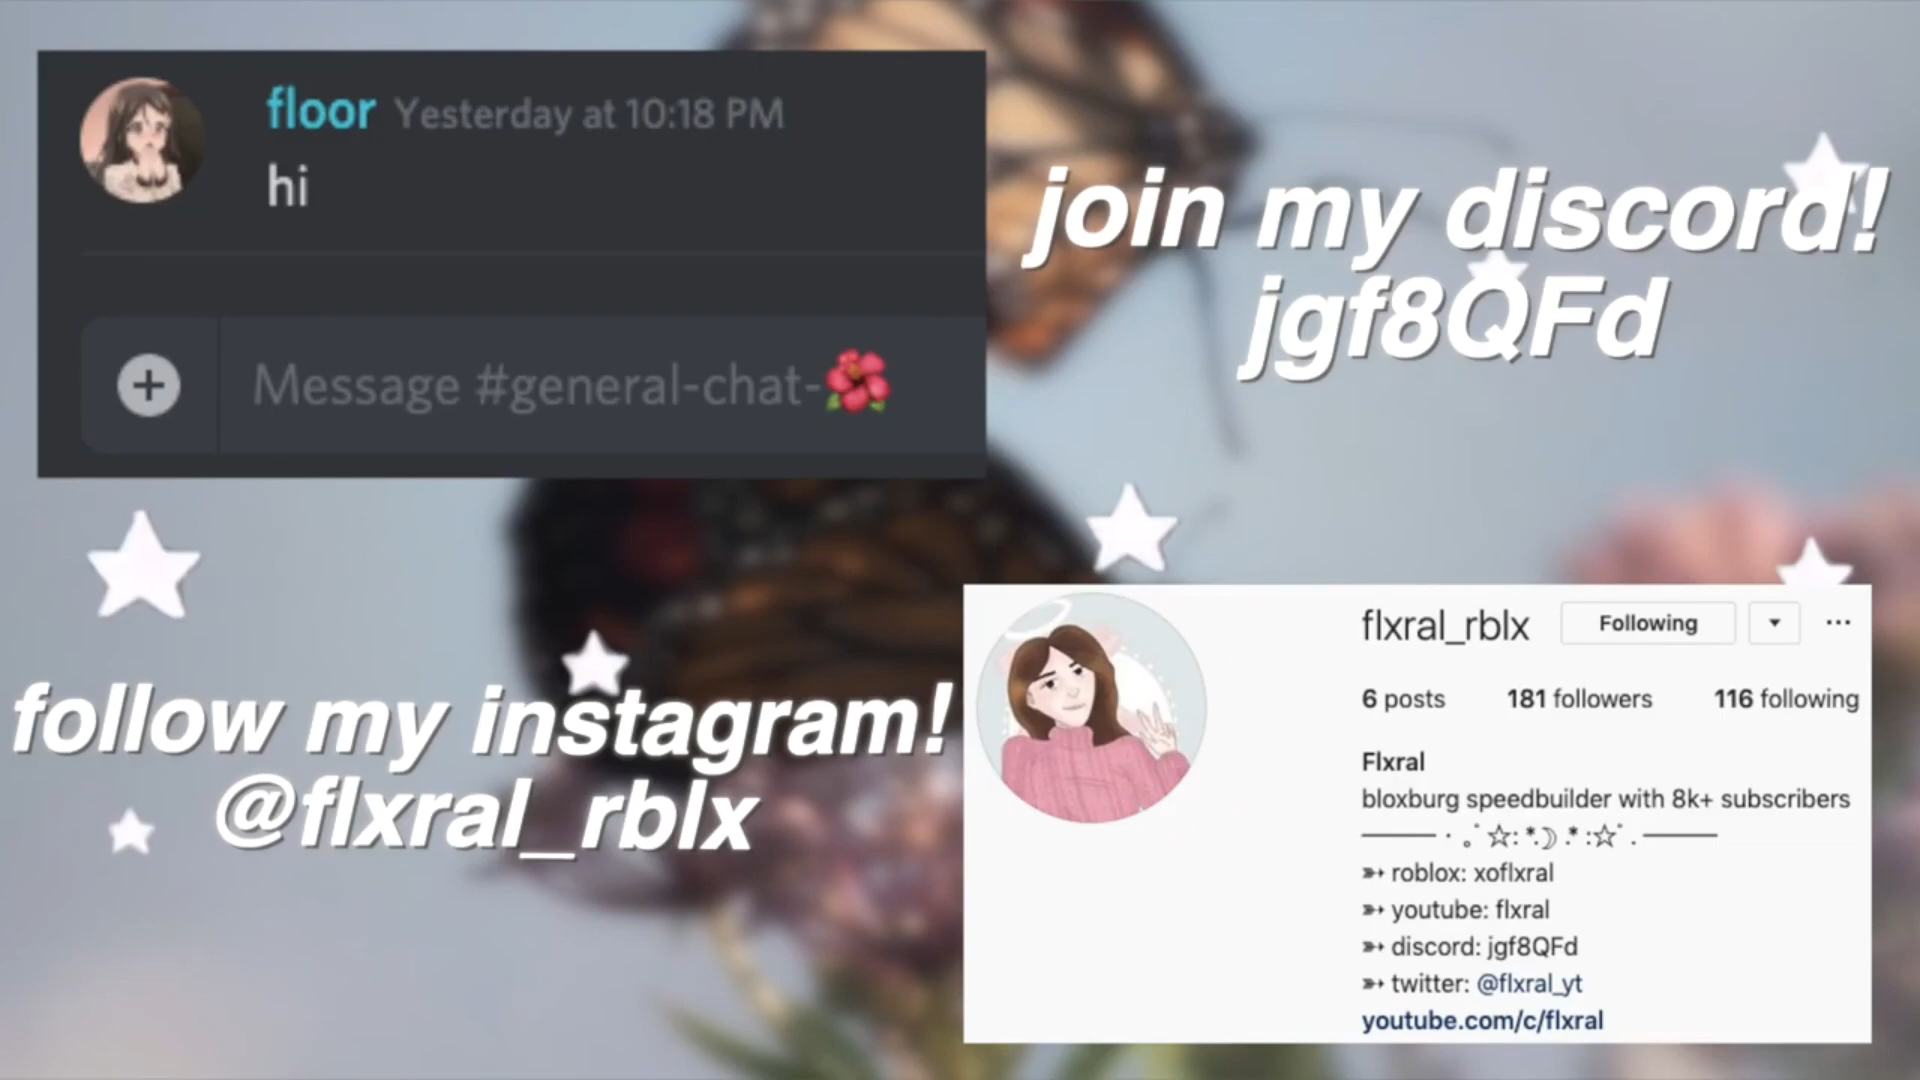 floor Yesterday at 10:18 PM
hi
Message #general-chat-🌺
join my discord!
jgf8QFd
follow my instagram!
@flxral_rblx
flxral_rblx Following
6 posts 181 followers 116 following
Flxral
bloxburg speedbuilder with 8k+ subscribers
──── · ｡ﾟ☆: *.☽ .* :☆ﾟ. ────
➳ roblox: xoflxral
➳ youtube: flxral
➳ discord: jgf8QFd
➳ twitter: @flxral_yt
youtube.com/c/flxral